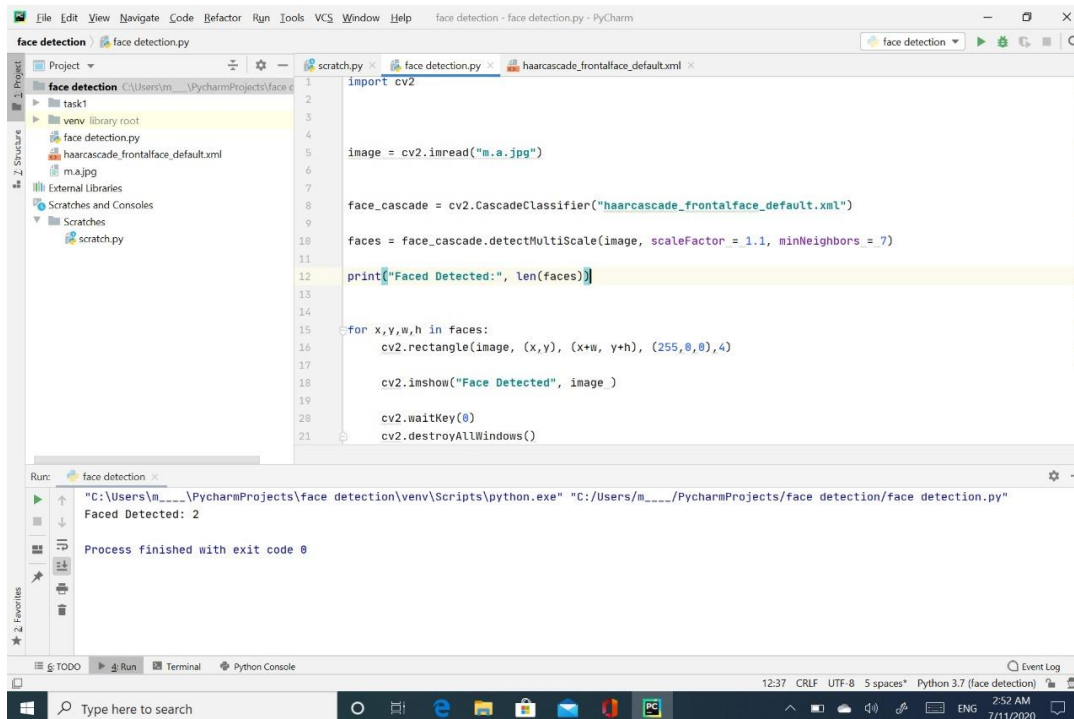 File Edit View Navigate Code Refactor Run Tools VCS Window Help face detection - face detection.py - PyCharm
face detection face detection.py face detection
1: Project
Project
scratch.py face detection.py haarcascade_frontalface_default.xml
face detection C:\Users\m___\PycharmProjects\face
task1
venv library root
face detection.py
haarcascade_frontalface_default.xml
m.a.jpg
External Libraries
Scratches and Consoles
Scratches
scratch.py
7: Structure
1 import cv2
2
3
4
5 image = cv2.imread("m.a.jpg")
6
7
8 face_cascade = cv2.CascadeClassifier("haarcascade_frontalface_default.xml")
9
10 faces = face_cascade.detectMultiScale(image, scaleFactor = 1.1, minNeighbors = 7)
11
12 print("Faced Detected:", len(faces))
13
14
15 for x,y,w,h in faces:
16 cv2.rectangle(image, (x,y), (x+w, y+h), (255,0,0),4)
17
18 cv2.imshow("Face Detected", image )
19
20 cv2.waitKey(0)
21 cv2.destroyAllWindows()
Run: face detection
"C:\Users\m____\PycharmProjects\face detection\venv\Scripts\python.exe" "C:/Users/m____/PycharmProjects/face detection/face detection.py"
Faced Detected: 2
Process finished with exit code 0
2: Favorites
6: TODO 4: Run Terminal Python Console Event Log
12:37 CRLF UTF-8 5 spaces* Python 3.7 (face detection)
Type here to search
ENG
2:52 AM
7/11/2020